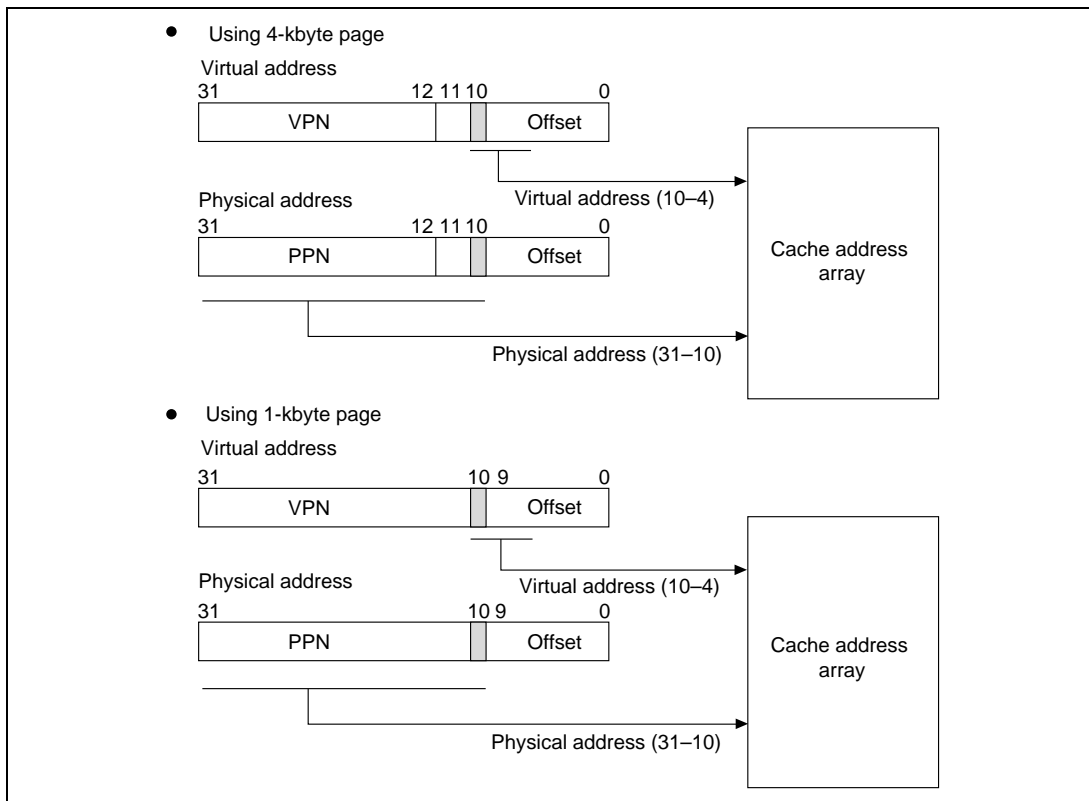 ● Using 4-kbyte page
Virtual address
31 12 11 10 0
VPN Offset
Virtual address (10–4)
Physical address
31 12 11 10 0
PPN Offset
Physical address (31–10)
Cache address
array
● Using 1-kbyte page
Virtual address
31 10 9 0
VPN Offset
Virtual address (10–4)
Physical address
31 10 9 0
PPN Offset
Physical address (31–10)
Cache address
array